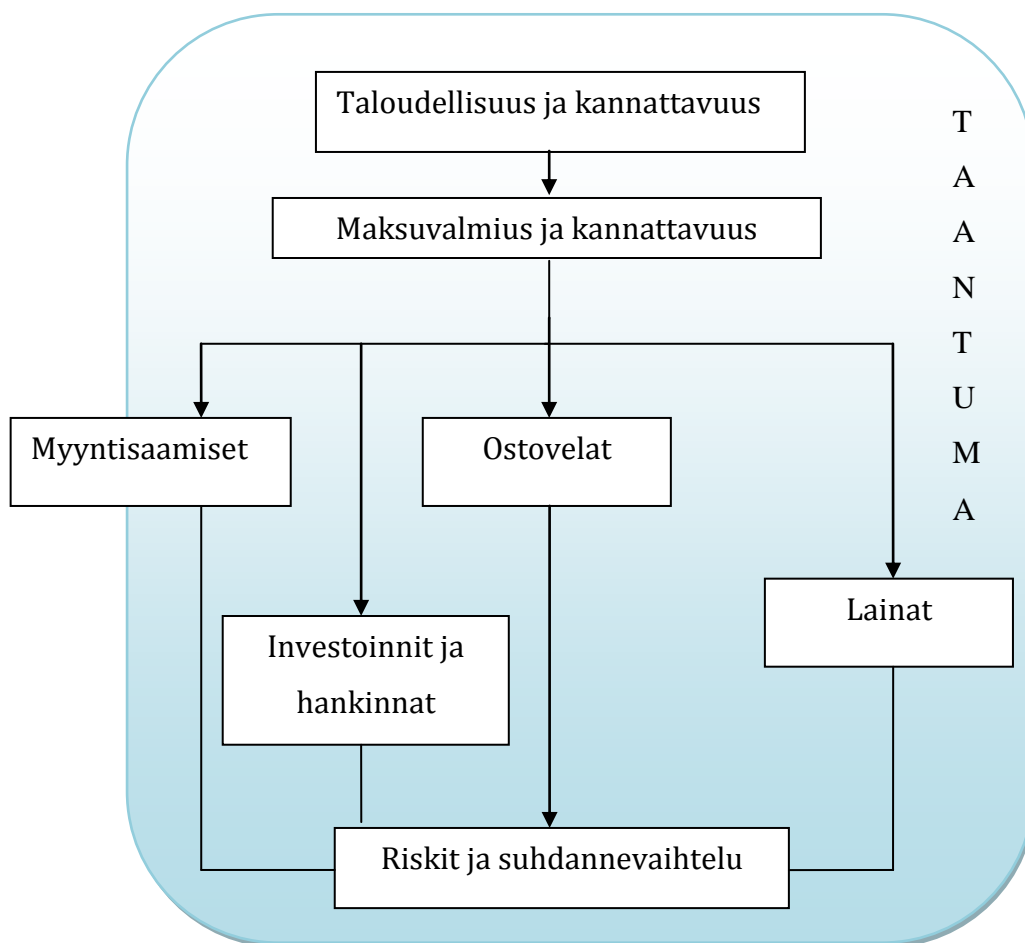 Taloudellisuus ja kannattavuus
Maksuvalmius ja kannattavuus
T
A
A
N
T
U
M
A
Myyntisaamiset
Ostovelat
Lainat
Investoinnit ja
hankinnat
Riskit ja suhdannevaihtelu